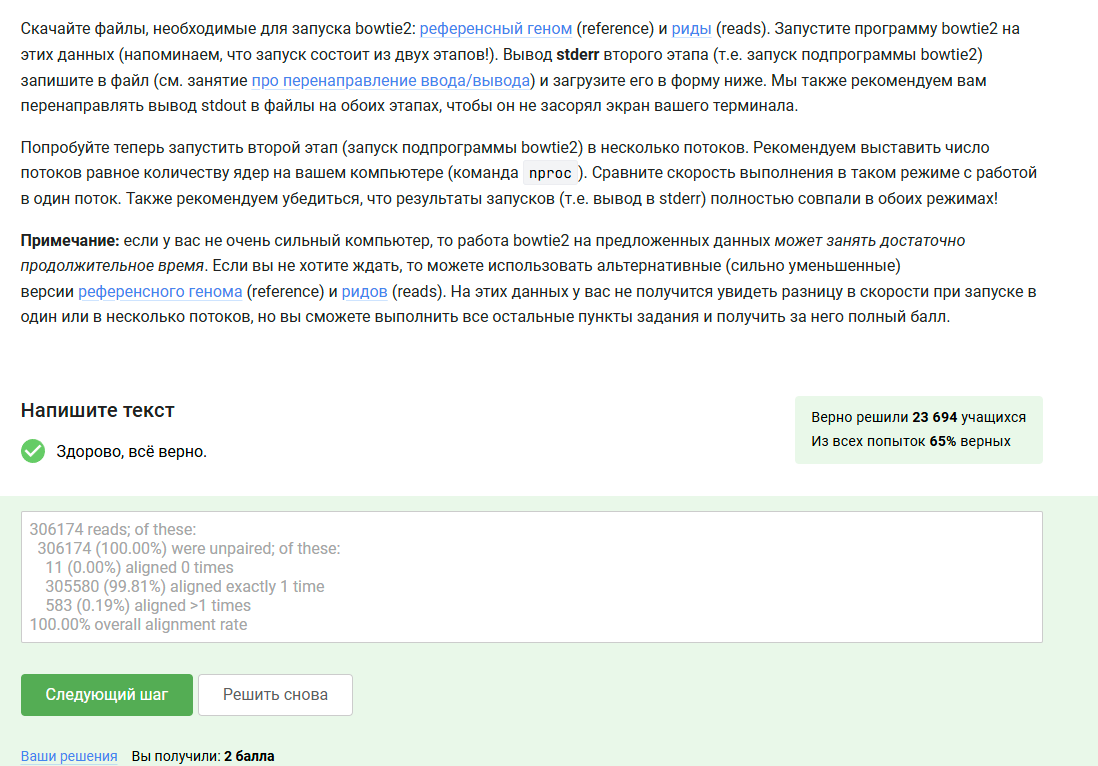 Скачайте файлы, необходимые для запуска bowtie2: референсный геном (reference) и риды (reads). Запустите программу bowtie2 на
этих данных (напоминаем, что запуск состоит из двух этапов!). Вывод stderr второго этапа (т.е. запуск подпрограммы bowtie2)
запишите в файл (см. занятие про перенаправление ввода/вывода) и загрузите его в форму ниже. Мы также рекомендуем вам
перенаправлять вывод stdout в файлы на обоих этапах, чтобы он не засорял экран вашего терминала.
Попробуйте теперь запустить второй этап (запуск подпрограммы bowtie2) в несколько потоков. Рекомендуем выставить число
потоков равное количеству ядер на вашем компьютере (команда nproc ). Сравните скорость выполнения в таком режиме с работой
в один поток. Также рекомендуем убедиться, что результаты запусков (т.е. вывод в stderr) полностью совпали в обоих режимах!
Примечание: если у вас не очень сильный компьютер, то работа bowtie2 на предложенных данных может занять достаточно
продолжительное время. Если вы не хотите ждать, то можете использовать альтернативные (сильно уменьшенные)
версии референсного генома (reference) и ридов (reads). На этих данных у вас не получится увидеть разницу в скорости при запуске в
один или в несколько потоков, но вы сможете выполнить все остальные пункты задания и получить за него полный балл.
Напишите текст
Здорово, всё верно.
Верно решили 23 694 учащихся
Из всех попыток 65% верных
306174 reads; of these:
306174 (100.00%) were unpaired; of these:
11 (0.00%) aligned 0 times
305580 (99.81%) aligned exactly 1 time
583 (0.19%) aligned >1 times
100.00% overall alignment rate
Следующий шаг
Решить снова
Ваши решения Вы получили: 2 балла